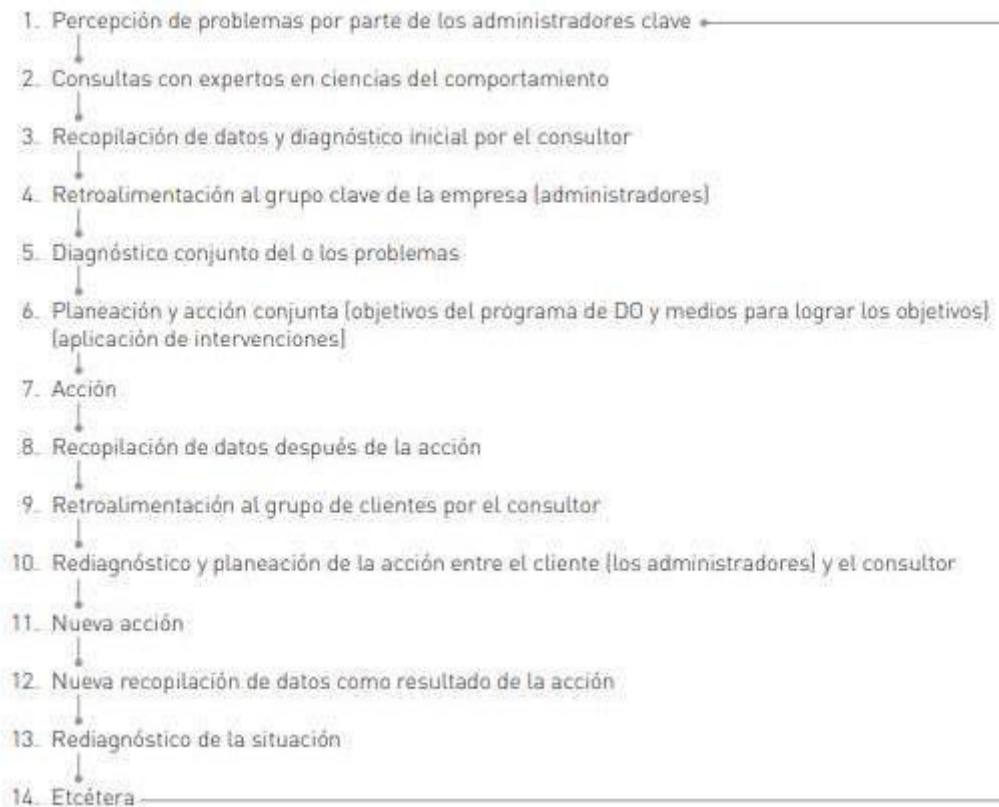 1. Percepción de problemas por parte de los administradores clave
2. Consultas con expertos en ciencias del comportamiento
3. Recopilación de datos y diagnóstico inicial por el consultor
4. Retroalimentación al grupo clave de la empresa (administradores)
5. Diagnóstico conjunto del o los problemas
6. Planeación y acción conjunta (objetivos del programa de DO y medios para lograr los objetivos)
(aplicación de intervenciones)
7. Acción
8. Recopilación de datos después de la acción
9. Retroalimentación al grupo de clientes por el consultor
10. Rediagnóstico y planeación de la acción entre el cliente (los administradores) y el consultor
11. Nueva acción
12. Nueva recopilación de datos como resultado de la acción
13. Rediagnóstico de la situación
14. Etcétera